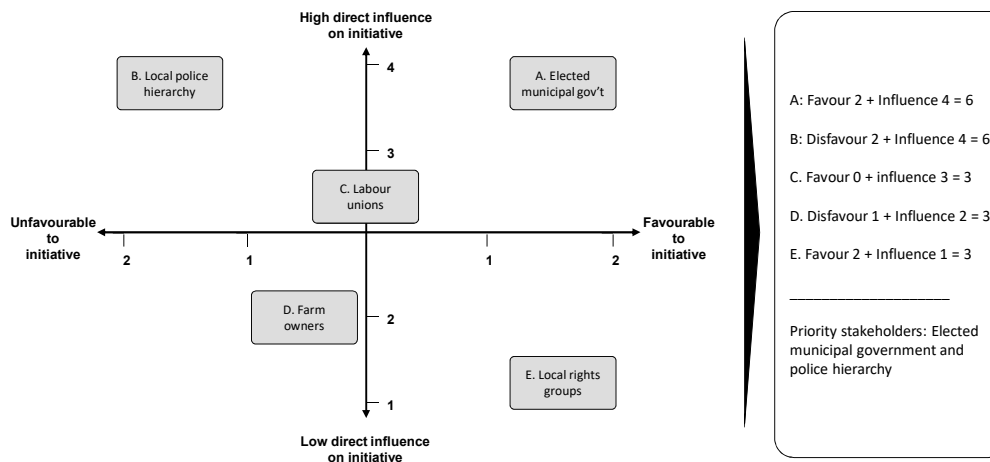 High direct influence
on initiative
4
B. Local police
hierarchy
A. Elected
municipal gov't
3
C. Labour
unions
Unfavourable
to
initiative
Favourable
to
initiative
2
1
1
2
D. Farm
owners
2
E. Local rights
groups
1
Low direct influence
on initiative
A: Favour 2 + Influence 4 = 6
B: Disfavour 2 + Influence 4 = 6
C. Favour 0 + influence 3 = 3
D. Disfavour 1 + Influence 2 = 3
E. Favour 2 + Influence 1 = 3
____________________
Priority stakeholders: Elected
municipal government and
police hierarchy